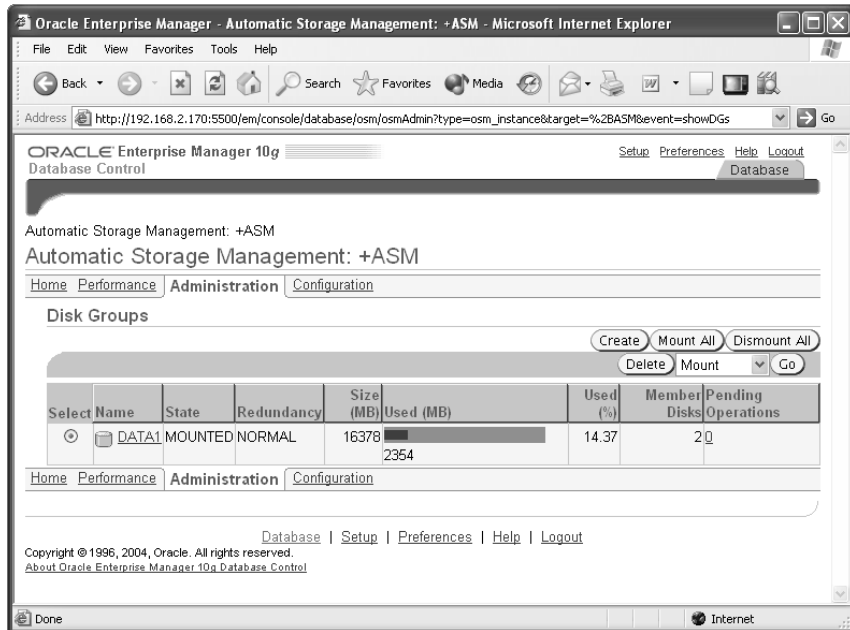 Oracle Enterprise Manager - Automatic Storage Management: +ASM - Microsoft Internet Explorer
File Edit View Favorites Tools Help
Back Search Favorites Media
Address http://192.168.2.170:5500/em/console/database/osm/osmAdmin?type=osm_instance&target=%2BASM&event=showDGs Go
ORACLE Enterprise Manager 10g
Database Control
Setup Preferences Help Logout
Database
Automatic Storage Management: +ASM
Automatic Storage Management: +ASM
Home Performance Administration Configuration
Disk Groups
Create Mount All Dismount All
Delete Mount Go
Select Name State Redundancy Size (MB) Used (MB) Used (%) Member Disks Pending Operations
DATA1 MOUNTED NORMAL 16378 2354 14.37 2 0
Home Performance Administration Configuration
Database | Setup | Preferences | Help | Logout
Copyright © 1996, 2004, Oracle. All rights reserved.
About Oracle Enterprise Manager 10g Database Control
Done Internet